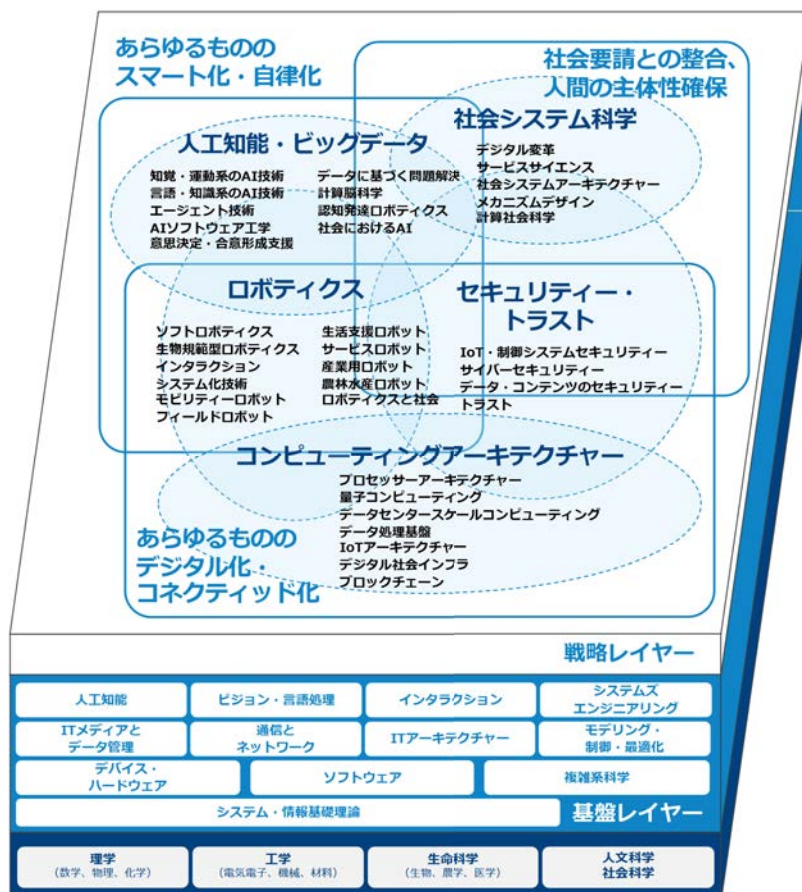 あらゆるものの
スマート化・自律化
社会要請との整合、
人間の主体性確保
人工知能・ビッグデータ
知覚・運動系のAI技術
言語・知識系のAI技術
エージェント技術
AIソフトウェア工学
意思決定・合意形成支援
データに基づく問題解決
計算脳科学
認知発達ロボティクス
社会におけるAI
社会システム科学
デジタル変革
サービスサイエンス
社会システムアーキテクチャー
メカニズムデザイン
計算社会科学
ロボティクス
ソフトロボティクス
生物規範型ロボティクス
インタラクション
システム化技術
モビリティーロボット
フィールドロボット
生活支援ロボット
サービスロボット
産業用ロボット
農林水産ロボット
ロボティクスと社会
セキュリティー・
トラスト
IoT・制御システムセキュリティー
サイバーセキュリティー
データ・コンテンツのセキュリティー
トラスト
コンピューティングアーキテクチャー
プロセッサーアーキテクチャー
量子コンピューティング
データセンタースケールコンピューティング
データ処理基盤
IoTアーキテクチャー
デジタル社会インフラ
ブロックチェーン
あらゆるものの
デジタル化・
コネクティッド化
戦略レイヤー
人工知能
ビジョン・言語処理
インタラクション
システムズ
エンジニアリング
ITメディアと
データ管理
通信と
ネットワーク
ITアーキテクチャー
モデリング・
制御・最適化
デバイス・
ハードウェア
ソフトウェア
複雑系科学
システム・情報基礎理論
基盤レイヤー
理学
(数学、物理、化学)
工学
(電気電子、機械、材料)
生命科学
(生物、農学、医学)
人文科学
社会科学